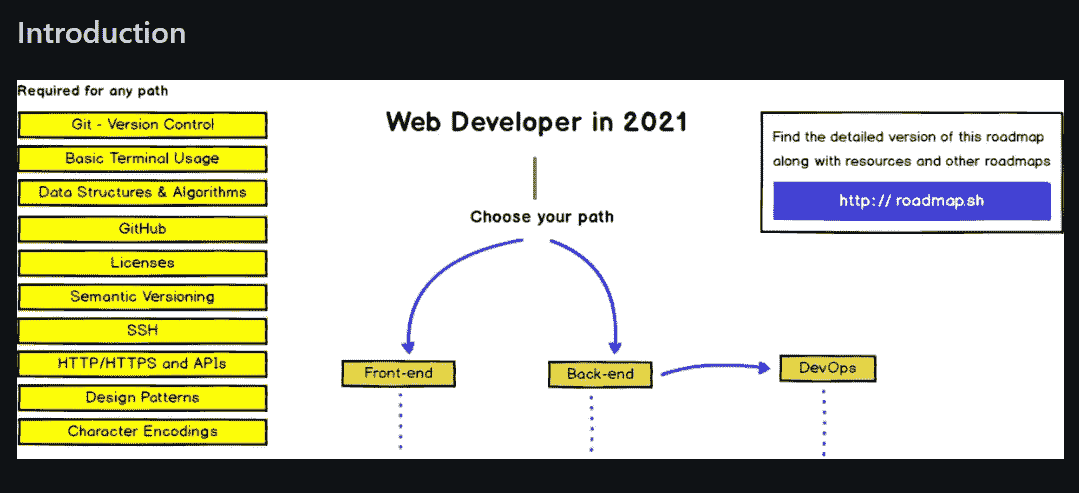 Introduction
Required for any path
Git - Version Control
Basic Terminal Usage
Data Structures & Algorithms
GitHub
Licenses
Semantic Versioning
SSH
HTTP/HTTPS and APIs
Design Patterns
Character Encodings
Web Developer in 2021
Choose your path
Front-end
Back-end
DevOps
Find the detailed version of this roadmap
along with resources and other roadmaps
http:// roadmap.sh